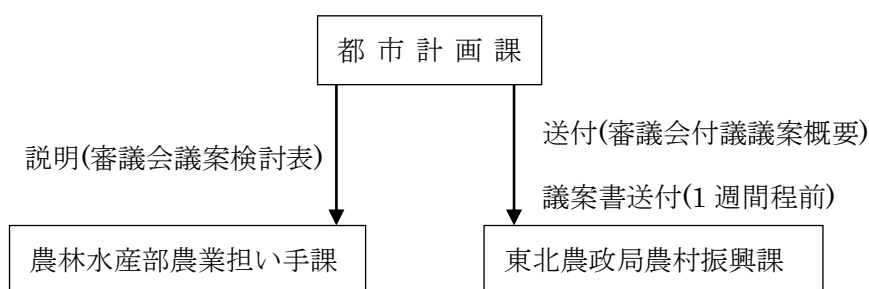 都 市 計 画 課
説明(審議会議案検討表)
送付(審議会付議議案概要)
議案書送付(1 週間程前)
農林水産部農業担い手課
東北農政局農村振興課